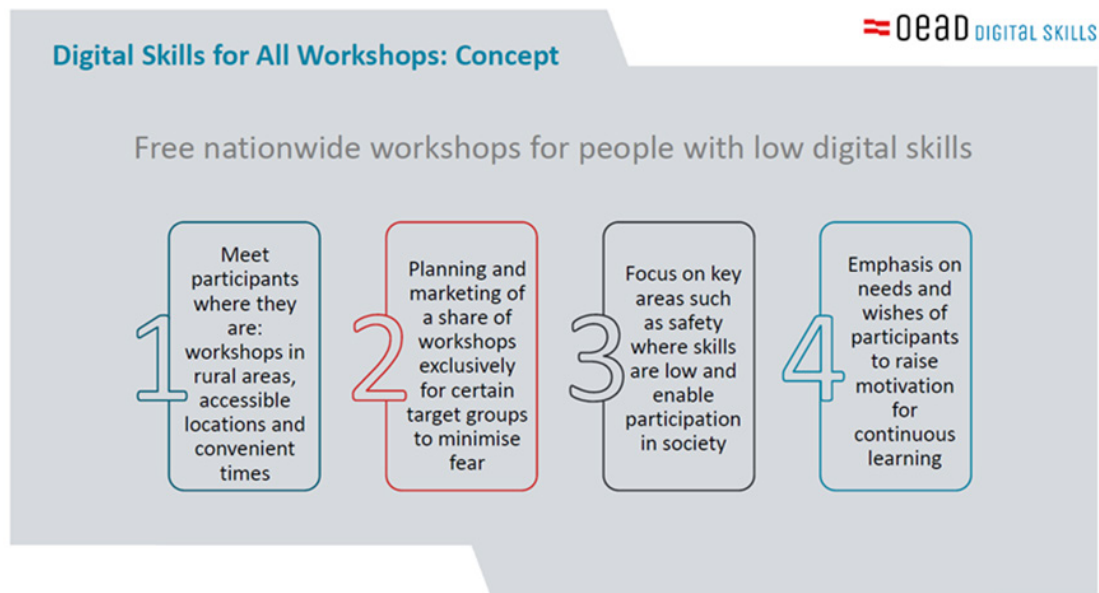 oead DIGITAL SKILLS
Digital Skills for All Workshops: Concept
Free nationwide workshops for people with low digital skills
1
Meet
participants
where they
are:
workshops in
rural areas,
accessible
locations and
convenient
times
2
Planning and
marketing of
a share of
workshops
exclusively
for certain
target groups
to minimise
fear
3
Focus on key
areas such
as safety
where skills
are low and
enable
participation
in society
4
Emphasis on
needs and
wishes of
participants
to raise
motivation
for
continuous
learning